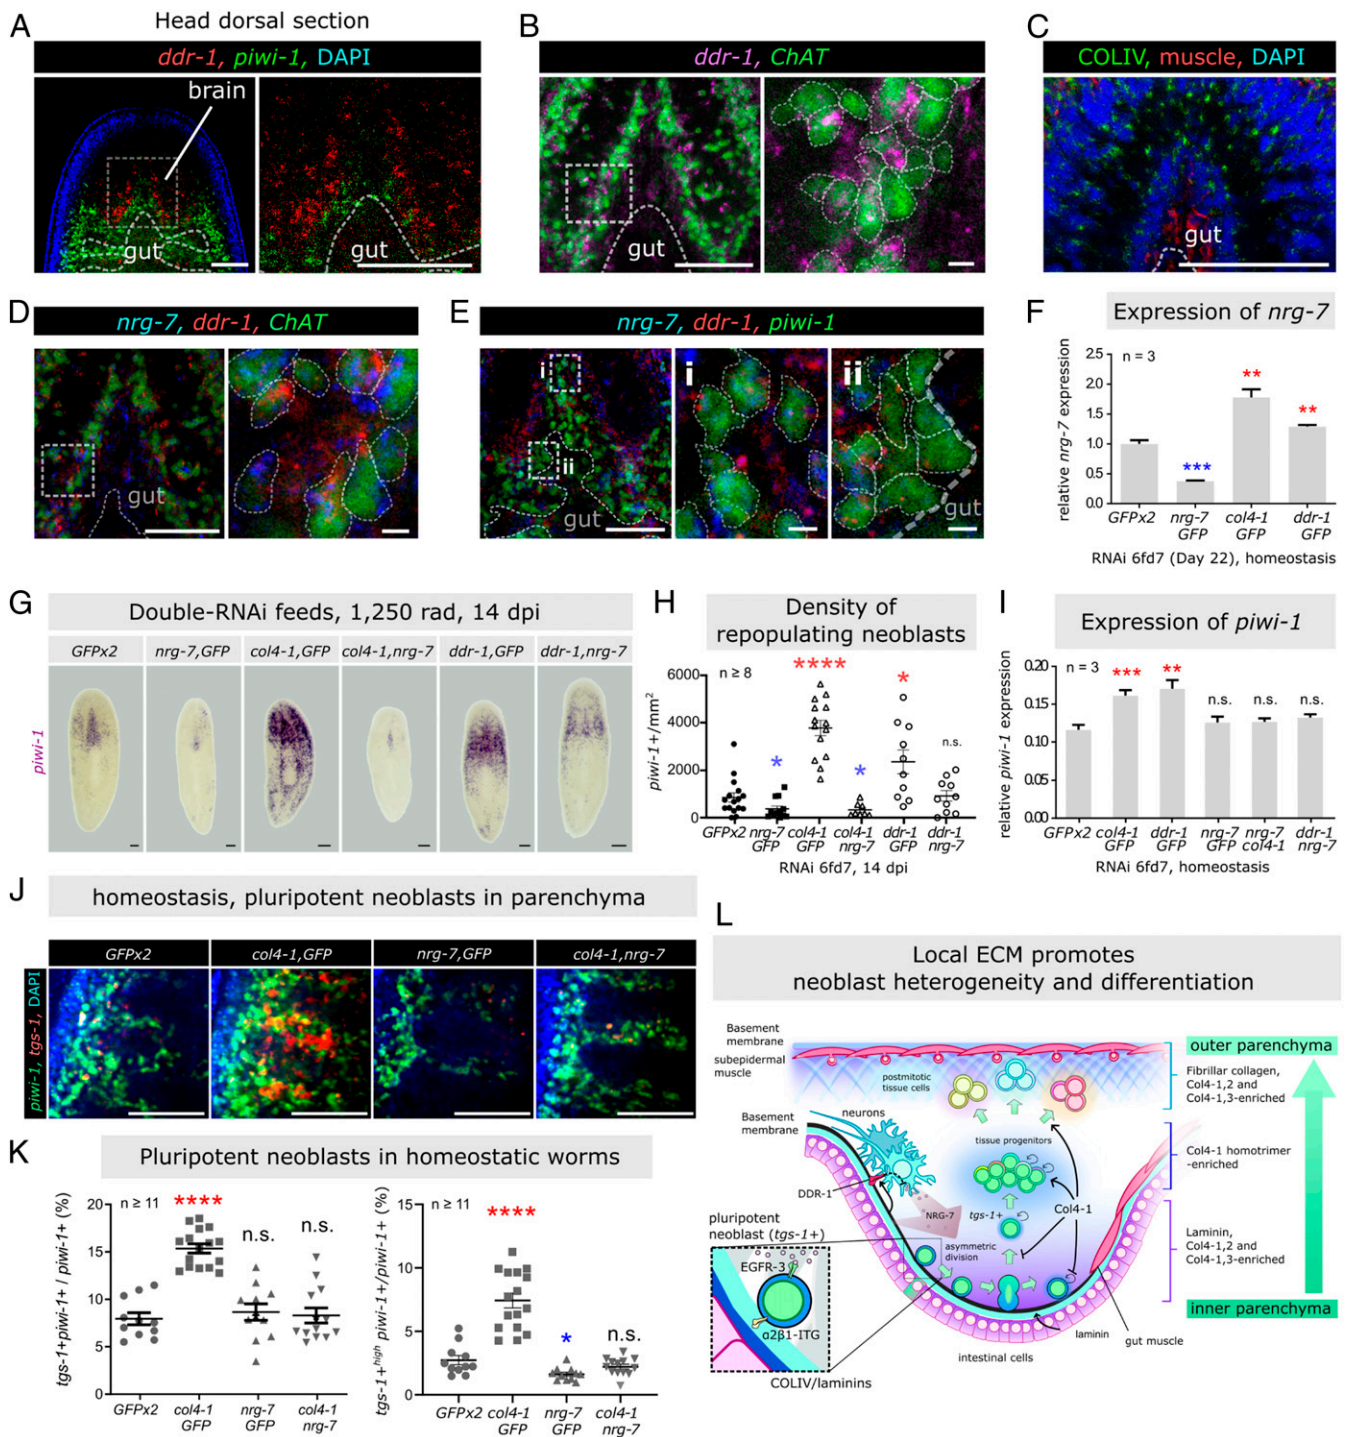 A
Head dorsal section
ddr-1, piwi-1, DAPI
brain
gut
gut
B
ddr-1, ChAT
gut
C
COLIV, muscle, DAPI
gut
D
nrg-7, ddr-1, ChAT
gut
E
nrg-7, ddr-1, piwi-1
i
ii
gut
i
ii
gut
F
Expression of nrg-7
relative nrg-7 expression
2.5
2.0
1.5
1.0
0.5
0.0
n = 3
***
**
**
GFPx2
nrg-7 GFP
col4-1 GFP
ddr-1 GFP
RNAi 6fd7 (Day 22), homeostasis
G
Double-RNAi feeds, 1,250 rad, 14 dpi
GFPx2
nrg-7,GFP
col4-1,GFP
col4-1,nrg-7
ddr-1,GFP
ddr-1,nrg-7
piwi-1
H
Density of
repopulating neoblasts
piwi-1+/mm²
6000
4000
2000
0
n ≥ 8
*
****
*
*
n.s.
GFPx2
nrg-7 GFP
col4-1 GFP
col4-1 nrg-7
ddr-1 GFP
ddr-1 nrg-7
RNAi 6fd7, 14 dpi
I
Expression of piwi-1
relative piwi-1 expression
0.20
0.15
0.10
0.05
0.00
n = 3
***
**
n.s.
n.s.
n.s.
GFPx2
col4-1 GFP
ddr-1 GFP
nrg-7 GFP
nrg-7 col4-1
ddr-1 nrg-7
RNAi 6fd7, homeostasis
J
homeostasis, pluripotent neoblasts in parenchyma
piwi-1, tgs-1, DAPI
GFPx2
col4-1,GFP
nrg-7,GFP
col4-1,nrg-7
K
Pluripotent neoblasts in homeostatic worms
tgs-1+piwi-1+ / piwi-1+ (%)
20
15
10
5
0
n ≥ 11
****
n.s.
n.s.
GFPx2
col4-1 GFP
nrg-7 GFP
col4-1 nrg-7
tgs-1+high piwi-1+/piwi-1+ (%)
15
10
5
0
n ≥ 11
****
*
n.s.
GFPx2
col4-1 GFP
nrg-7 GFP
col4-1 nrg-7
L
Local ECM promotes
neoblast heterogeneity and differentiation
Basement
membrane
subepidermal
muscle
postmitotic
tissue cells
outer parenchyma
Fibrillar collagen,
Col4-1,2 and
Col4-1,3-enriched
neurons
Basement
membrane
tissue progenitors
Col4-1 homotrimer
-enriched
DDR-1
NRG-7
tgs-1+
Col4-1
pluripotent
neoblast (tgs-1+)
asymmetric
division
Laminin,
Col4-1,2 and
Col4-1,3-enriched
EGFR-3
α2β1-ITG
inner parenchyma
laminin
gut muscle
intestinal cells
COLIV/laminins